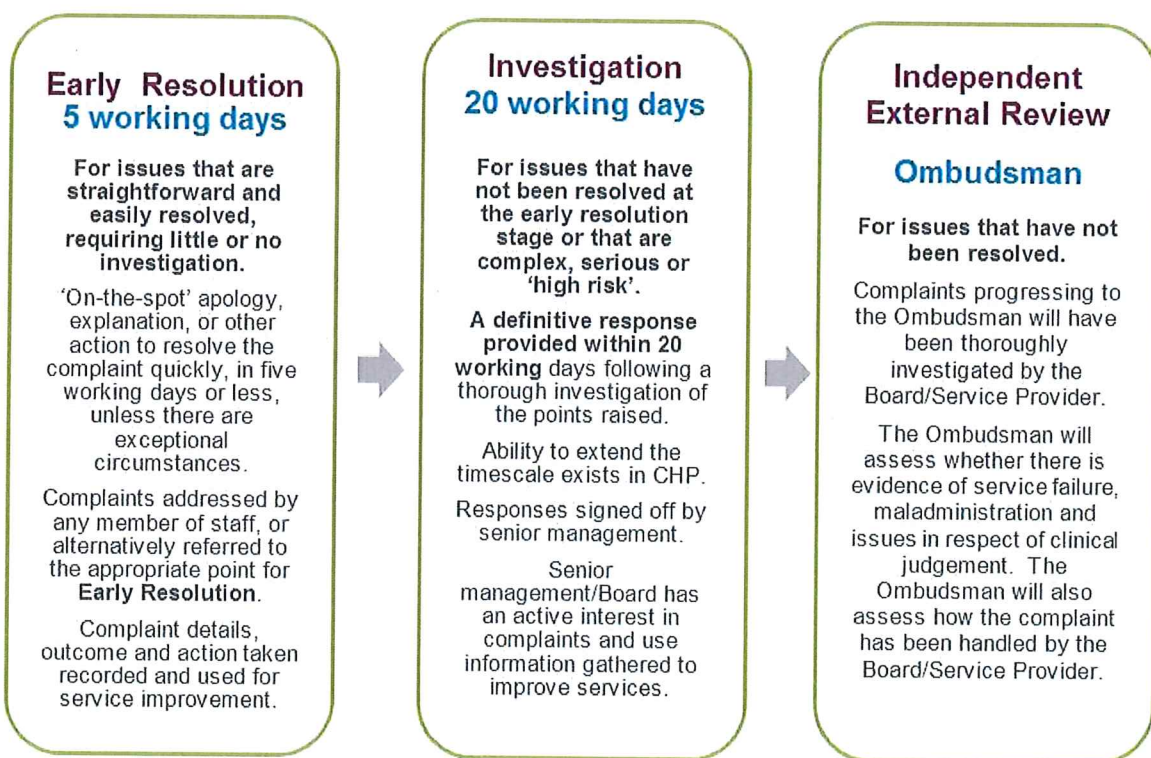 Early Resolution
5 working days
For issues that are
straightforward and
easily resolved,
requiring little or no
investigation.
‘On-the-spot’ apology,
explanation, or other
action to resolve the
complaint quickly, in five
working days or less,
unless there are
exceptional
circumstances.
Complaints addressed by
any member of staff, or
alternatively referred to
the appropriate point for
Early Resolution.
Complaint details,
outcome and action taken
recorded and used for
service improvement.
Investigation
20 working days
For issues that have
not been resolved at
the early resolution
stage or that are
complex, serious or
‘high risk’.
A definitive response
provided within 20
working days following a
thorough investigation of
the points raised.
Ability to extend the
timescale exists in CHP.
Responses signed off by
senior management.
Senior
management/Board has
an active interest in
complaints and use
information gathered to
improve services.
Independent
External Review
Ombudsman
For issues that have not
been resolved.
Complaints progressing to
the Ombudsman will have
been thoroughly
investigated by the
Board/Service Provider.
The Ombudsman will
assess whether there is
evidence of service failure,
maladministration and
issues in respect of clinical
judgement. The
Ombudsman will also
assess how the complaint
has been handled by the
Board/Service Provider.